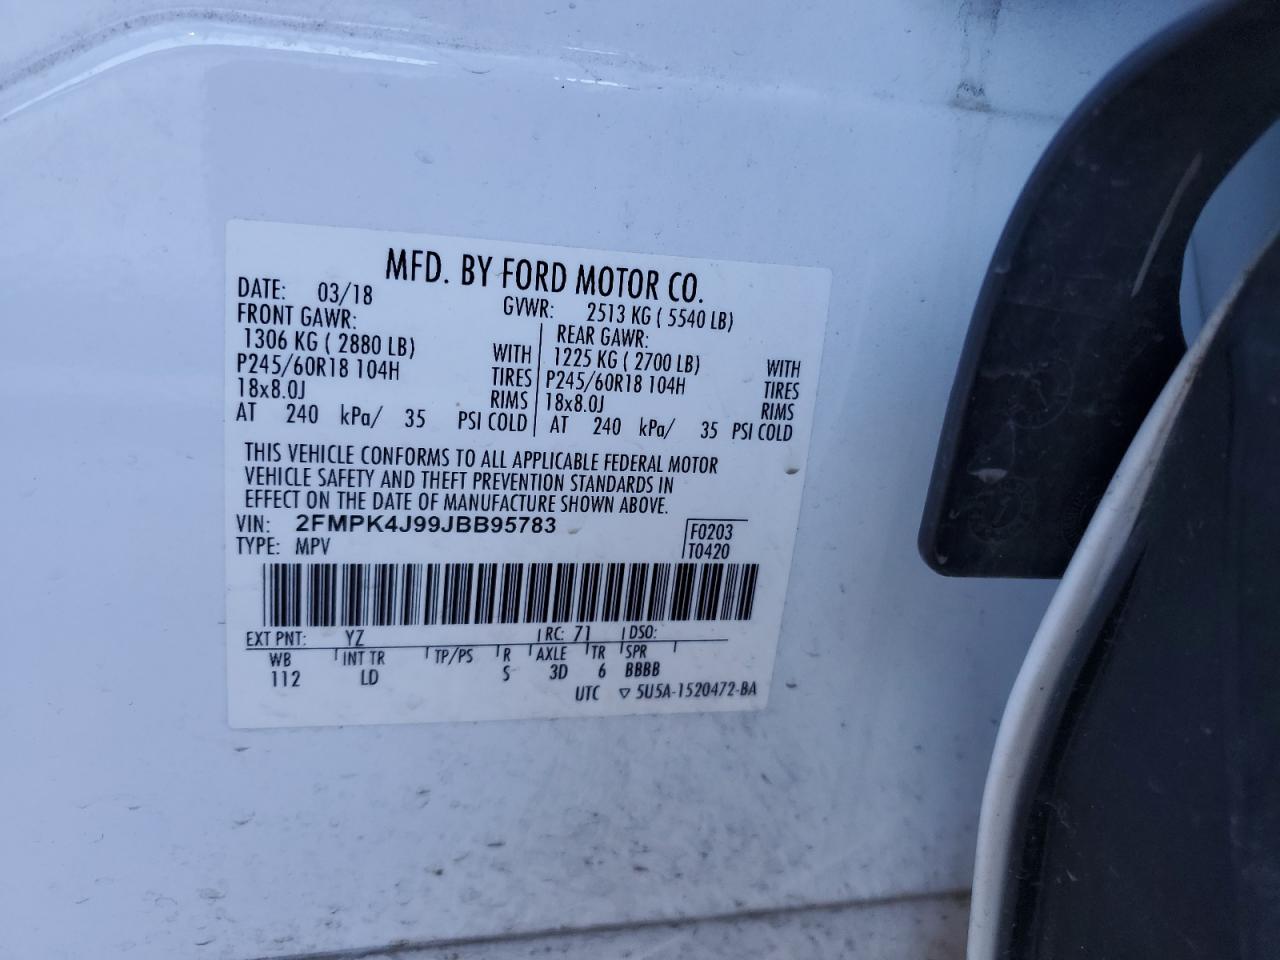 MFD. BY FORD MOTOR CO.
DATE: 03/18 GVWR: 2513 KG ( 5540 LB)
FRONT GAWR: REAR GAWR:
1306 KG ( 2880 LB) WITH 1225 KG ( 2700 LB) WITH
P245/60R18 104H TIRES P245/60R18 104H TIRES
18x8.0J RIMS 18x8.0J RIMS
AT 240 kPa/ 35 PSI COLD AT 240 kPa/ 35 PSI COLD
THIS VEHICLE CONFORMS TO ALL APPLICABLE FEDERAL MOTOR
VEHICLE SAFETY AND THEFT PREVENTION STANDARDS IN
EFFECT ON THE DATE OF MANUFACTURE SHOWN ABOVE.
VIN: 2FMPK4J99JBB95783 F0203
TYPE: MPV T0420
EXT PNT: YZ RC: 71 DSO:
WB INT TR TP/PS R AXLE TR SPR
112 LD S 3D 6 BBBB
UTC ▽ 5U5A-1520472-BA